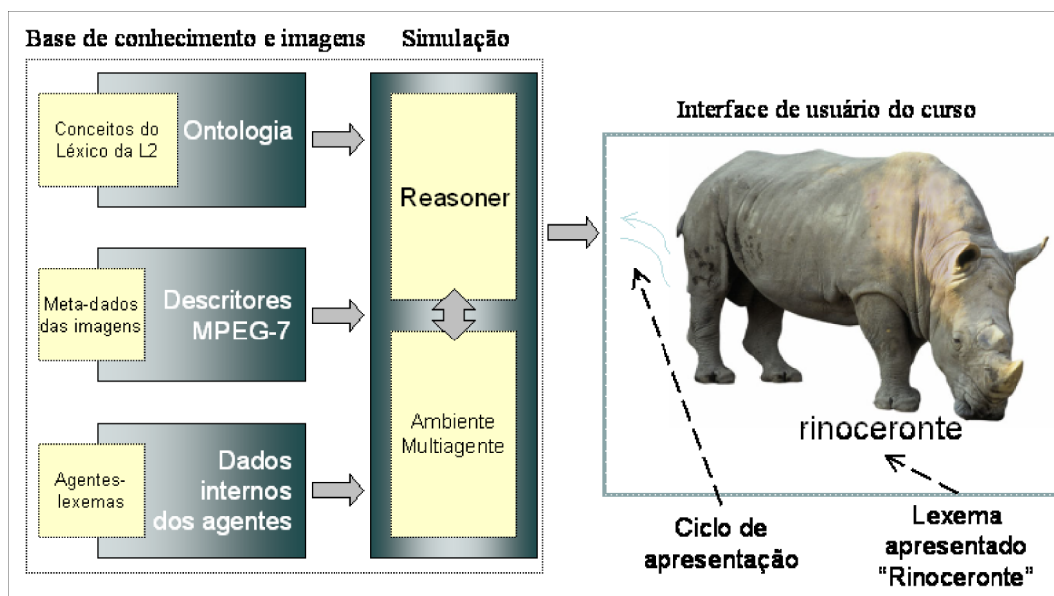 Base de conhecimento e imagens
Simulação
Conceitos do
Léxico da L2
Ontologia
Meta-dados
das imagens
Descritores
MPEG-7
Agentes-
lexemas
Dados
internos
dos agentes
Reasoner
Ambiente
Multiagente
Interface de usuário do curso
rinoceronte
Ciclo de
apresentação
Lexema
apresentado
"Rinoceronte"